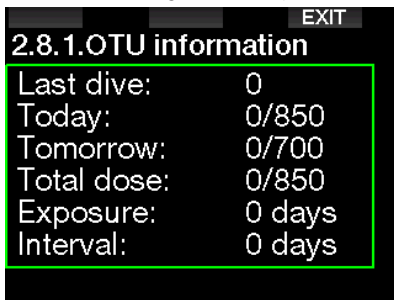 EXIT
2.8.1.OTU information
Last dive: 0
Today: 0/850
Tomorrow: 0/700
Total dose: 0/850
Exposure: 0 days
Interval: 0 days